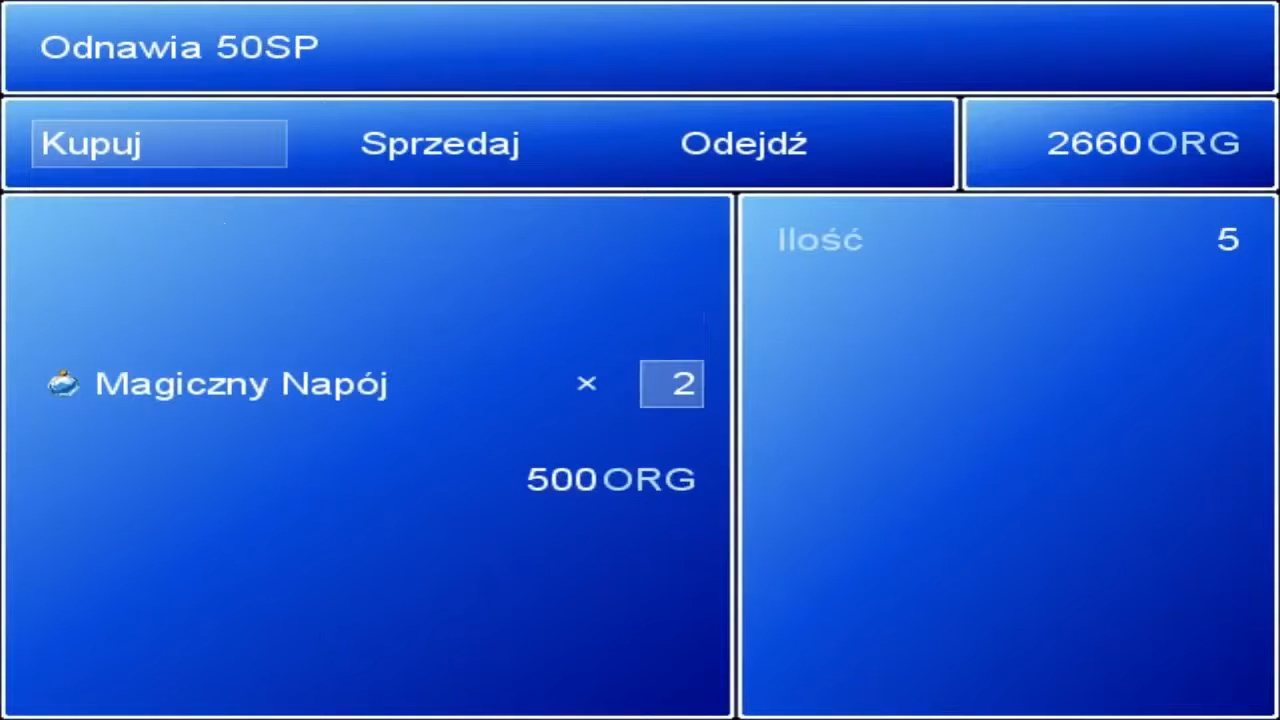 Odnawia 50SP
Kupuj Sprzedaj Odejdź 2660 ORG
Ilość 5
Magiczny Napój × 2
500 ORG